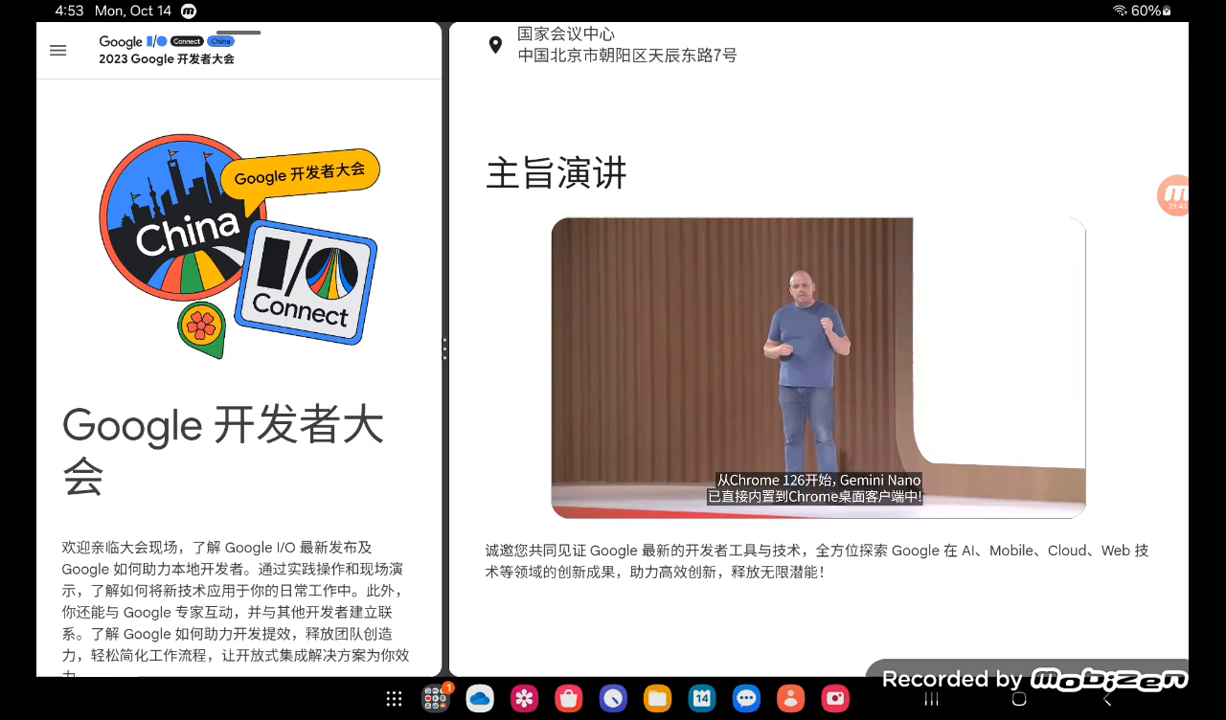 4:53 Mon, Oct 14
60%
Google I/O Connect China
2023 Google 开发者大会
Google 开发者大会
China
I/O
Connect
Google 开发者大
会
欢迎亲临大会现场，了解 Google I/O 最新发布及
Google 如何助力本地开发者。通过实践操作和现场演
示，了解如何将新技术应用于你的日常工作中。此外，
你还能与 Google 专家互动，并与其他开发者建立联
系。了解 Google 如何助力开发提效，释放团队创造
力，轻松简化工作流程，让开放式集成解决方案为你效
力
国家会议中心
中国北京市朝阳区天辰东路7号
主旨演讲
从Chrome 126开始, Gemini Nano
已直接内置到Chrome桌面客户端中!
诚邀您共同见证 Google 最新的开发者工具与技术，全方位探索 Google 在 AI、Mobile、Cloud、Web 技
术等领域的创新成果，助力高效创新，释放无限潜能！
29:43
1
14
Recorded by mobizen